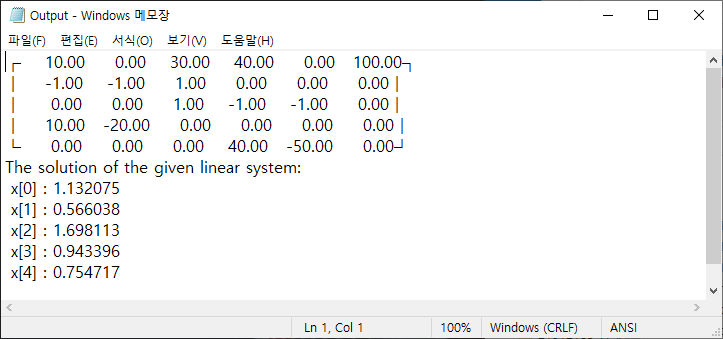 Output - Windows 메모장
파일(F) 편집(E) 서식(O) 보기(V) 도움말(H)
┌ 10.00 0.00 30.00 40.00 0.00 100.00┐
│ -1.00 -1.00 1.00 0.00 0.00 0.00 │
│ 0.00 0.00 1.00 -1.00 -1.00 0.00 │
│ 10.00 -20.00 0.00 0.00 0.00 0.00 │
└ 0.00 0.00 0.00 40.00 -50.00 0.00┘
The solution of the given linear system:
x[0] : 1.132075
x[1] : 0.566038
x[2] : 1.698113
x[3] : 0.943396
x[4] : 0.754717
Ln 1, Col 1 100% Windows (CRLF) ANSI